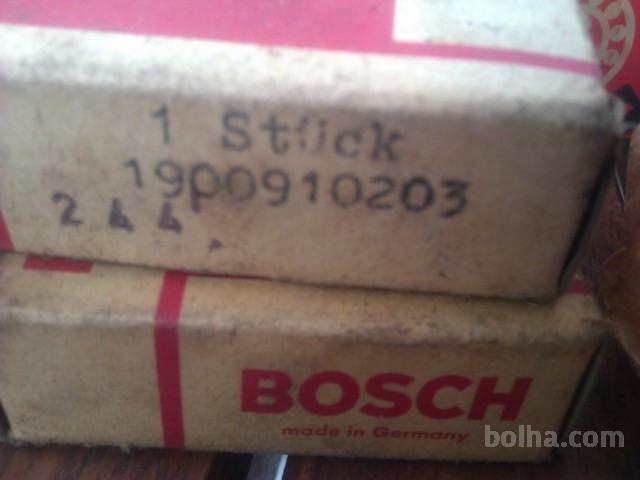 1 Stück
1900910203
244
BOSCH
made in Germany
bolha.com